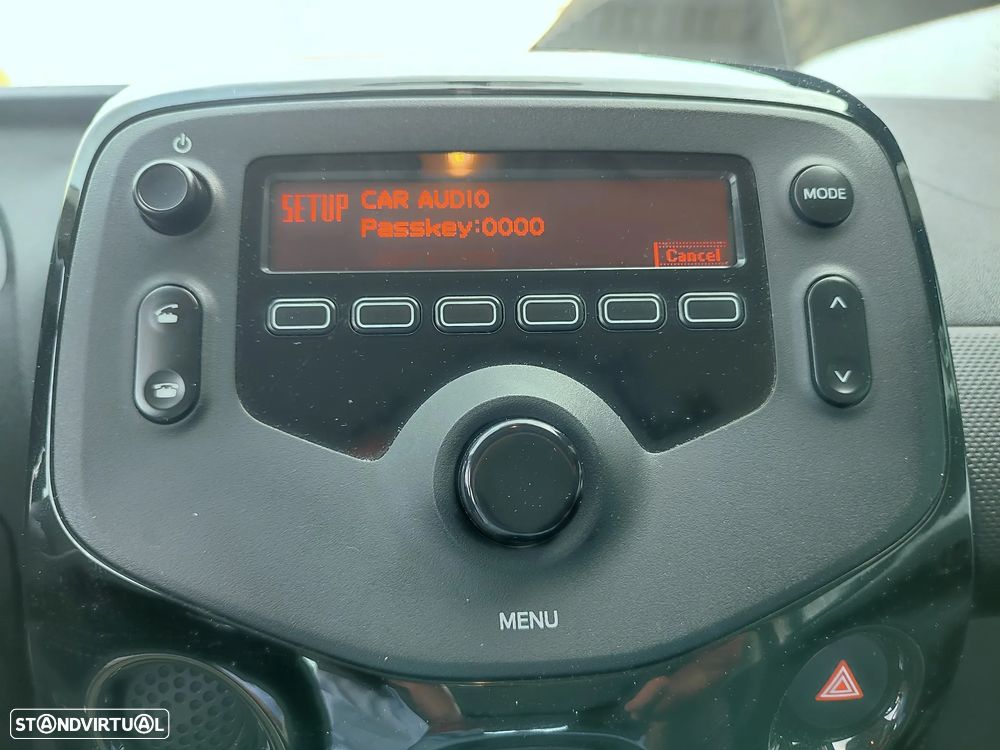 SETUP CAR AUDIO
Passkey:0000
Cancel
MODE
MENU
STANDVIRTUAL